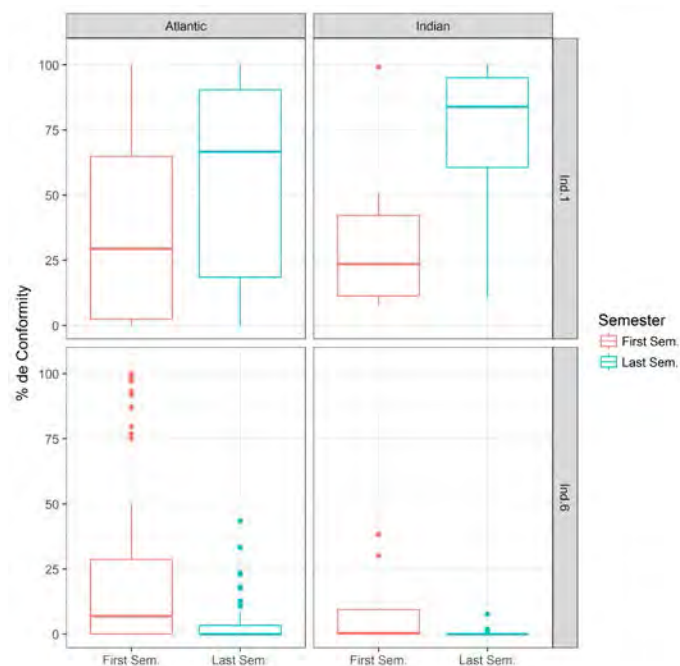 Atlantic Indian
100
75
50
25
0
Ind.1
100
75
50
25
0
Ind.6
% de Conformity
First Sem. Last Sem. First Sem. Last Sem.
Semester
First Sem.
Last Sem.